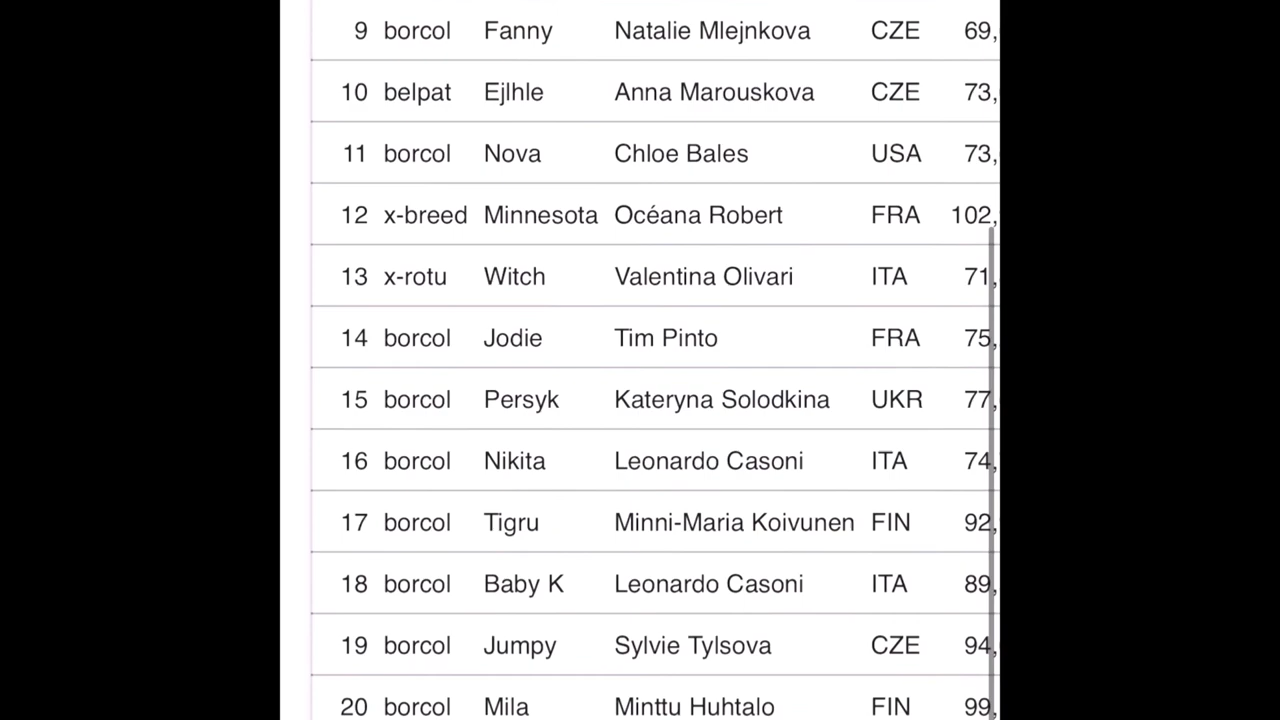 9 borcol Fanny Natalie Mlejnkova CZE 69,
10 belpat Ejlhle Anna Marouskova CZE 73,
11 borcol Nova Chloe Bales USA 73,
12 x-breed Minnesota Océana Robert FRA 102,
13 x-rotu Witch Valentina Olivari ITA 71,
14 borcol Jodie Tim Pinto FRA 75,
15 borcol Persyk Kateryna Solodkina UKR 77,
16 borcol Nikita Leonardo Casoni ITA 74,
17 borcol Tigru Minni-Maria Koivunen FIN 92,
18 borcol Baby K Leonardo Casoni ITA 89,
19 borcol Jumpy Sylvie Tylsova CZE 94,
20 borcol Mila Minttu Huhtalo FIN 99,